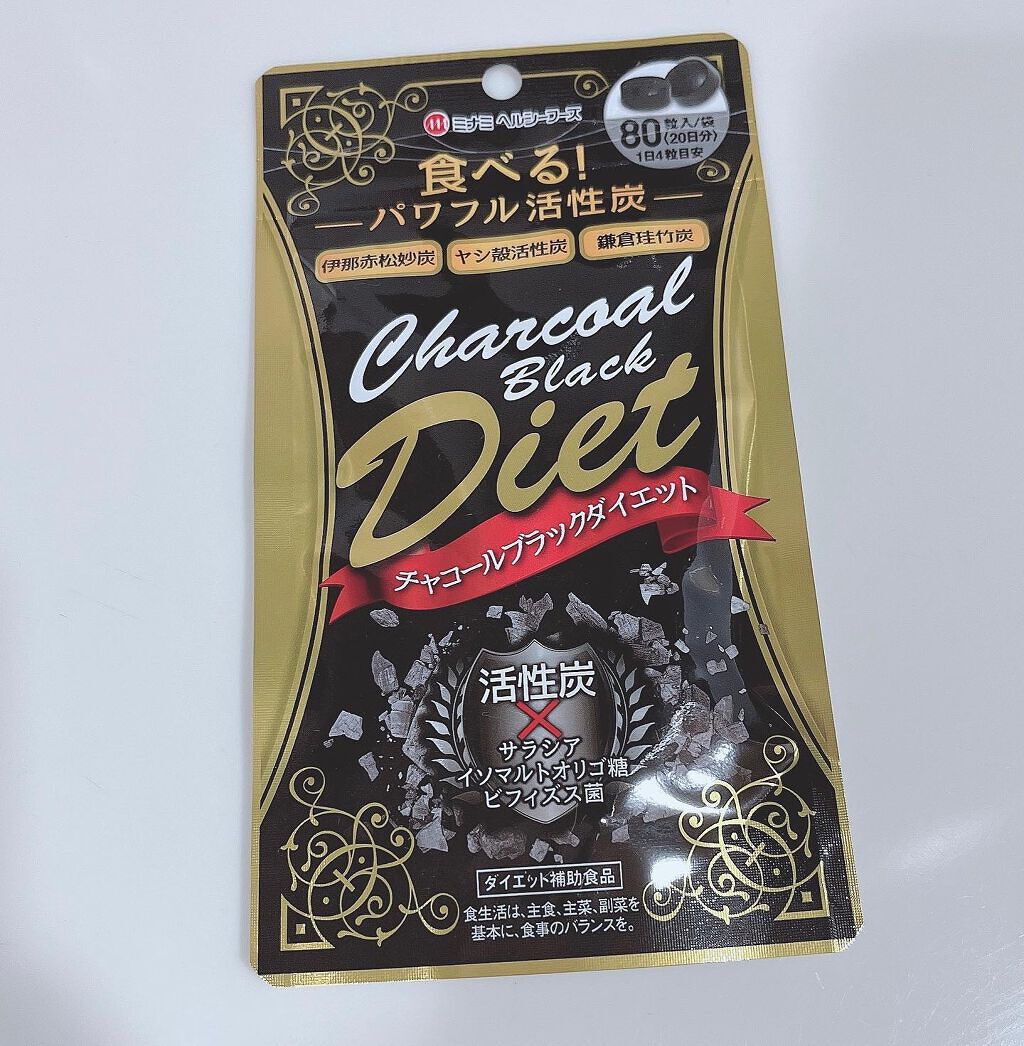 ミナミ ヘルシーフーズ
80粒入/袋
(20日分)
1日4粒目安
食べる!
パワフル活性炭
伊那赤松妙炭
ヤシ殻活性炭
鎌倉珪竹炭
Charcoal
Black
Diet
チャコールブラックダイエット
活性炭
×
サラシア
イソマルトオリゴ糖
ビフィズス菌
ダイエット補助食品
食生活は、主食、主菜、副菜を
基本に、食事のバランスを。